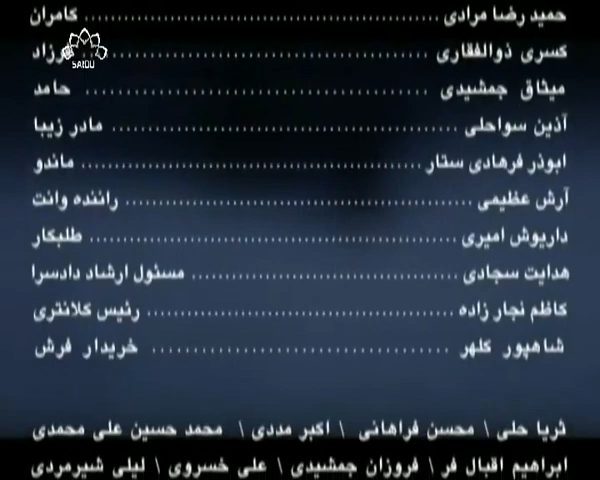 حمید رضا مرادی ........ کامران
کسری ذوالفقاری ........ رزاد
میثاق جمشیدی ........ حامد
آذین سواحلی ........ مادر زیبا
ابوذر فرهادی ستار ........ ماندو
آرش عظیمی ........ راننده وانت
داریوش امیری ........ طلبکار
هدایت سجادی ........ مسئول ارشاد دادسرا
کاظم نجار زاده ........ رئیس کلانتری
شاهپور کلهر ........ خریدار فرش
ثریا حلی \ محسن فراهانی \ اکبر مددی \ محمد حسین علی محمدی
ابراهیم اقبال فر \ فروزان جمشیدی \ علی خسروی \ لیلی شیرمردی